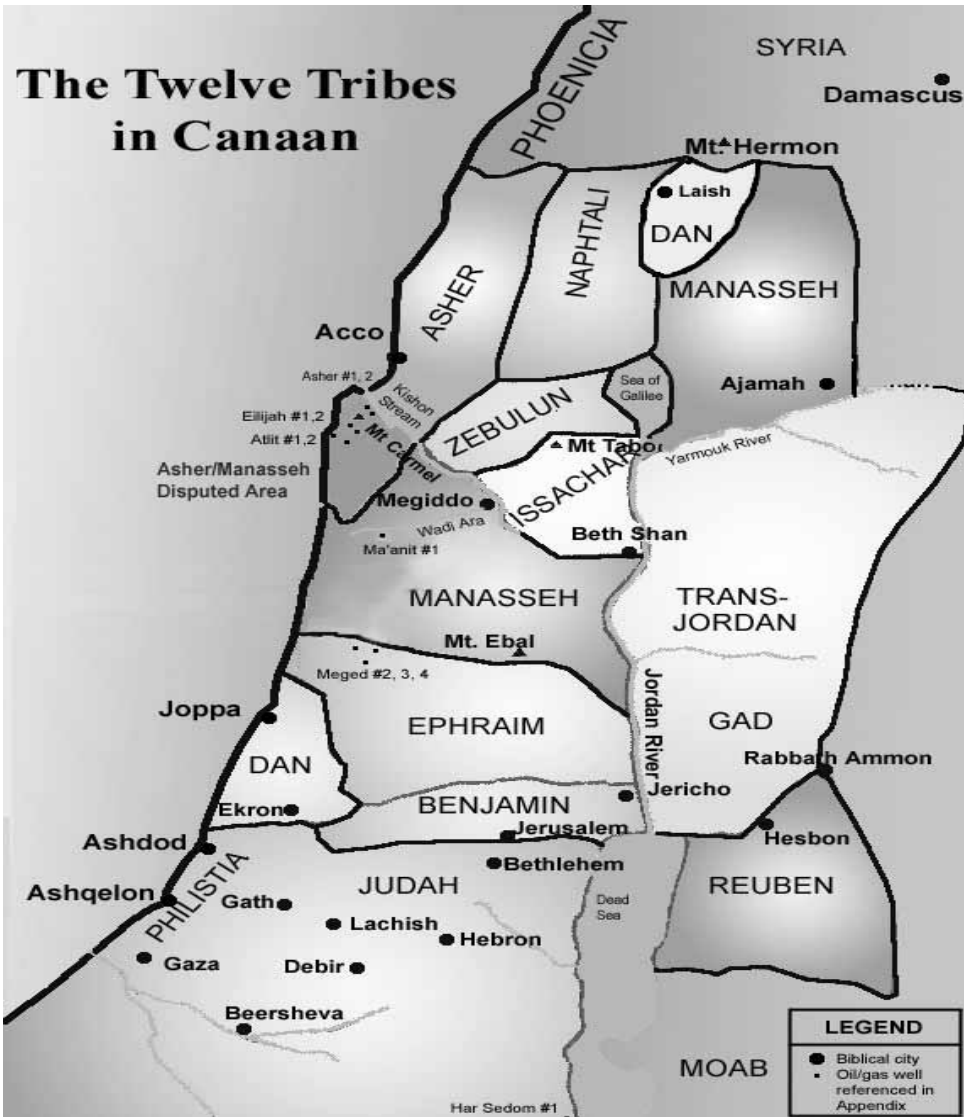 The Twelve Tribes
in Canaan
PHOENICIA
SYRIA
Damascus
Mt. Hermon
Laish
DAN
NAPHTALI
ASHER
MANASSEH
Acco
Asher #1, 2
Kishon
Stream
Sea of
Galilee
Ajamah
Eilijah #1,2
Atlit #1,2
Mt Carmel
ZEBULUN
Mt Tabor
Yarmouk River
Asher/Manasseh
Disputed Area
ISSACHAR
Megiddo
Wadi Ara
Beth Shan
Ma'anit #1
MANASSEH
TRANS-
JORDAN
Mt. Ebal
Meged #2, 3, 4
Joppa
EPHRAIM
Jordan River
GAD
DAN
Rabbath Ammon
Ekron
BENJAMIN
Jericho
Jerusalem
Hesbon
Ashdod
Bethlehem
PHILISTIA
JUDAH
REUBEN
Ashqelon
Gath
Dead
Sea
Lachish
Hebron
Gaza
Debir
Beersheva
MOAB
LEGEND
Biblical city
Oil/gas well
referenced in
Appendix
Har Sedom #1